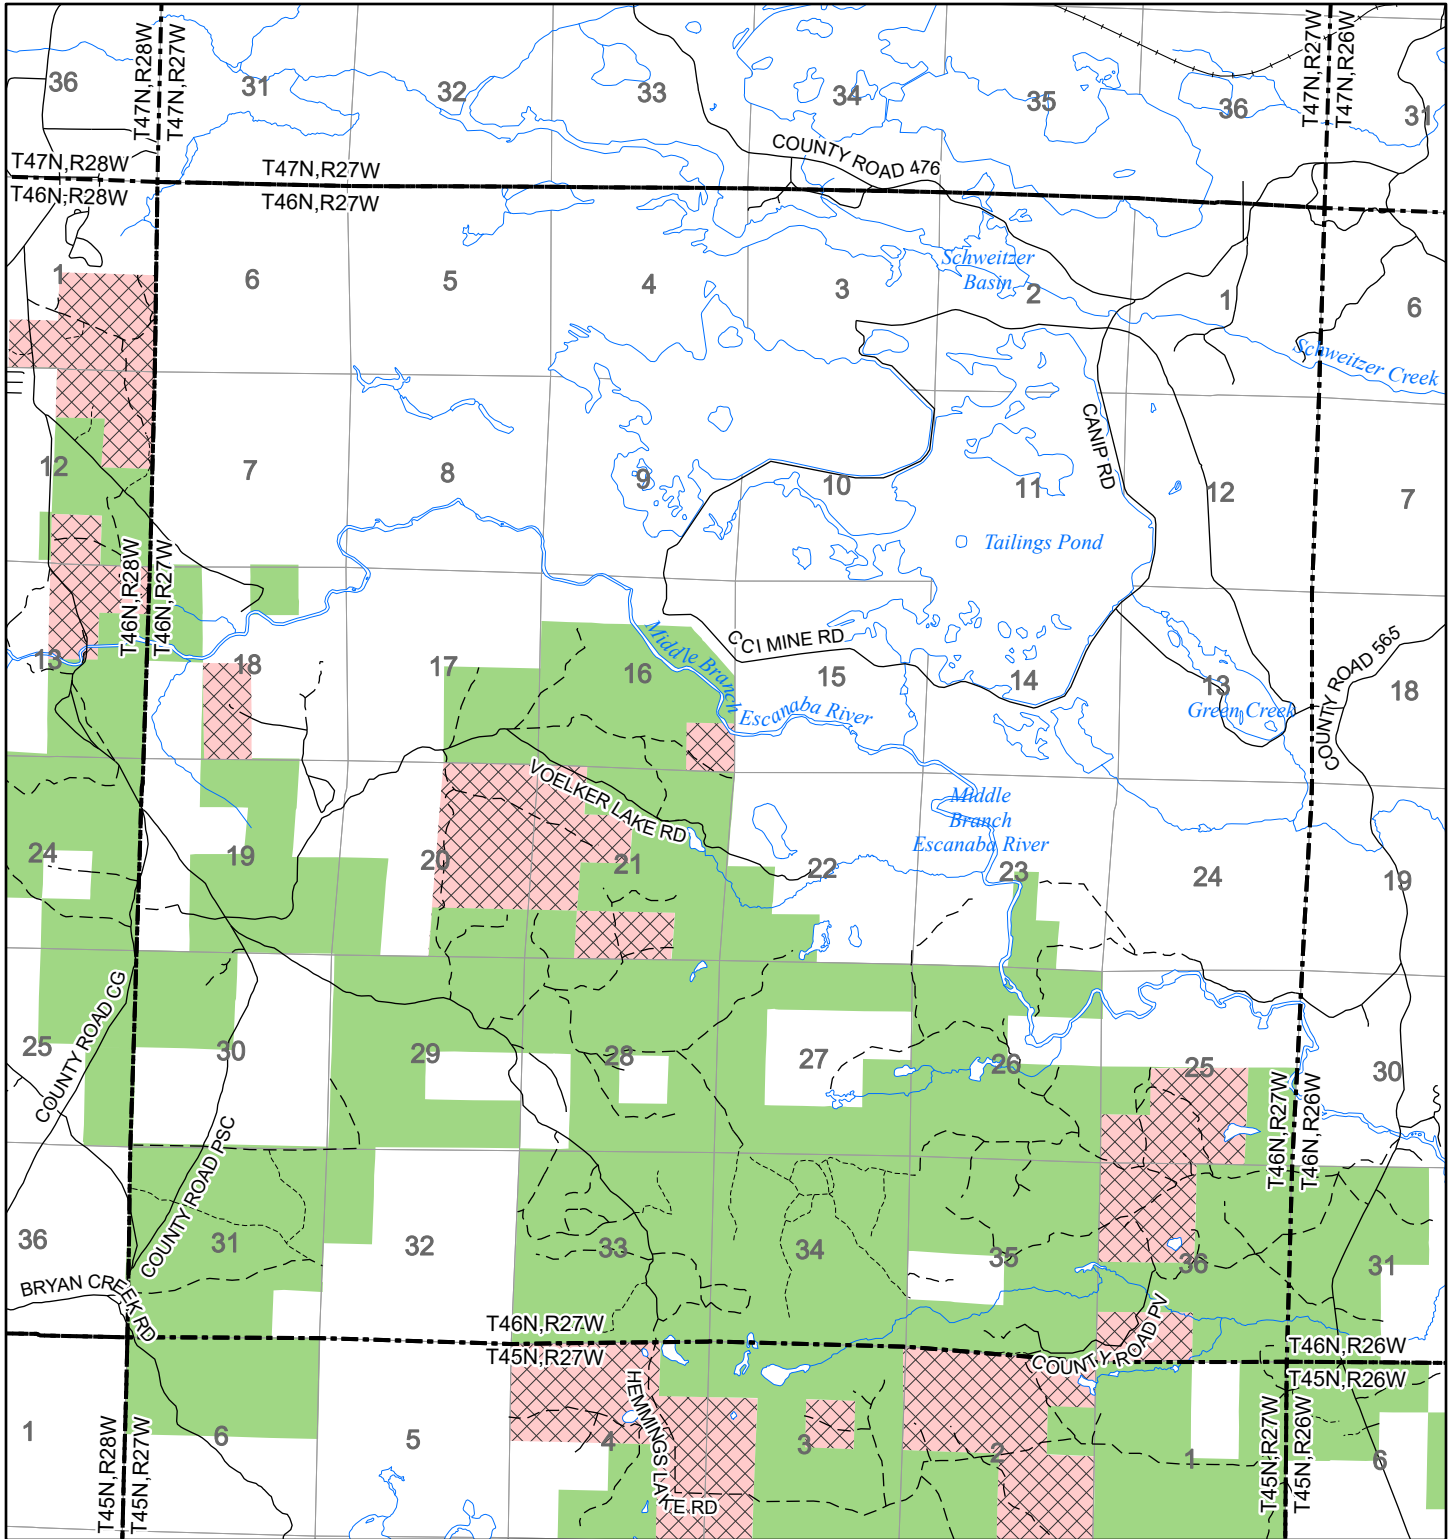 T47N,R28W
T47N,R27W
T47N,R27W
T47N,R26W
36
31
32
33
34
35
36
31
COUNTY ROAD 476
T47N,R28W
T46N,R28W
T47N,R27W
T46N,R27W
1
6
5
4
3
Schweitzer
Basin
2
1
6
Schweitzer Creek
CANIP RD
12
7
8
9
10
11
12
7
Tailings Pond
T46N,R28W
T46N,R27W
13
18
17
16
15
14
13
18
Middle Branch
Escanaba River
CCI MINE RD
Green Creek
COUNTY ROAD 565
VOELKER LAKE RD
Middle
Branch
Escanaba River
24
19
20
21
22
23
24
19
COUNTY ROAD CG
25
30
29
28
27
26
25
30
T46N,R27W
T46N,R26W
COUNTY ROAD PSC
36
31
32
33
34
35
36
31
BRYAN CREEK RD
T46N,R27W
T45N,R27W
COUNTY ROAD PV
T46N,R26W
T45N,R26W
HEMMINGS LAKE RD
1
6
5
4
3
2
1
6
T45N,R28W
T45N,R27W
T45N,R27W
T45N,R26W